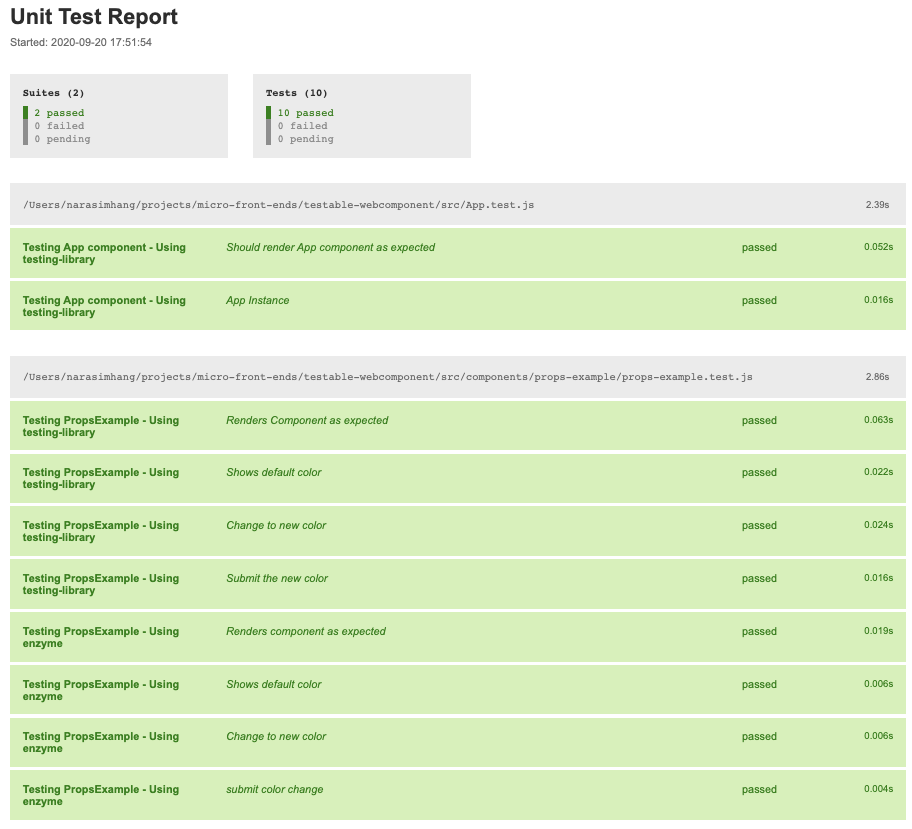 Unit Test Report
Started: 2020-09-20 17:51:54
Suites (2)
2 passed
0 failed
0 pending
Tests (10)
10 passed
0 failed
0 pending
/Users/narasimhang/projects/micro-front-ends/testable-webcomponent/src/App.test.js 2.39s
Testing App component - Using Should render App component as expected passed 0.052s
testing-library
Testing App component - Using App Instance passed 0.016s
testing-library
/Users/narasimhang/projects/micro-front-ends/testable-webcomponent/src/components/props-example/props-example.test.js 2.86s
Testing PropsExample - Using Renders Component as expected passed 0.063s
testing-library
Testing PropsExample - Using Shows default color passed 0.022s
testing-library
Testing PropsExample - Using Change to new color passed 0.024s
testing-library
Testing PropsExample - Using Submit the new color passed 0.016s
testing-library
Testing PropsExample - Using Renders component as expected passed 0.019s
enzyme
Testing PropsExample - Using Shows default color passed 0.006s
enzyme
Testing PropsExample - Using Change to new color passed 0.006s
enzyme
Testing PropsExample - Using submit color change passed 0.004s
enzyme